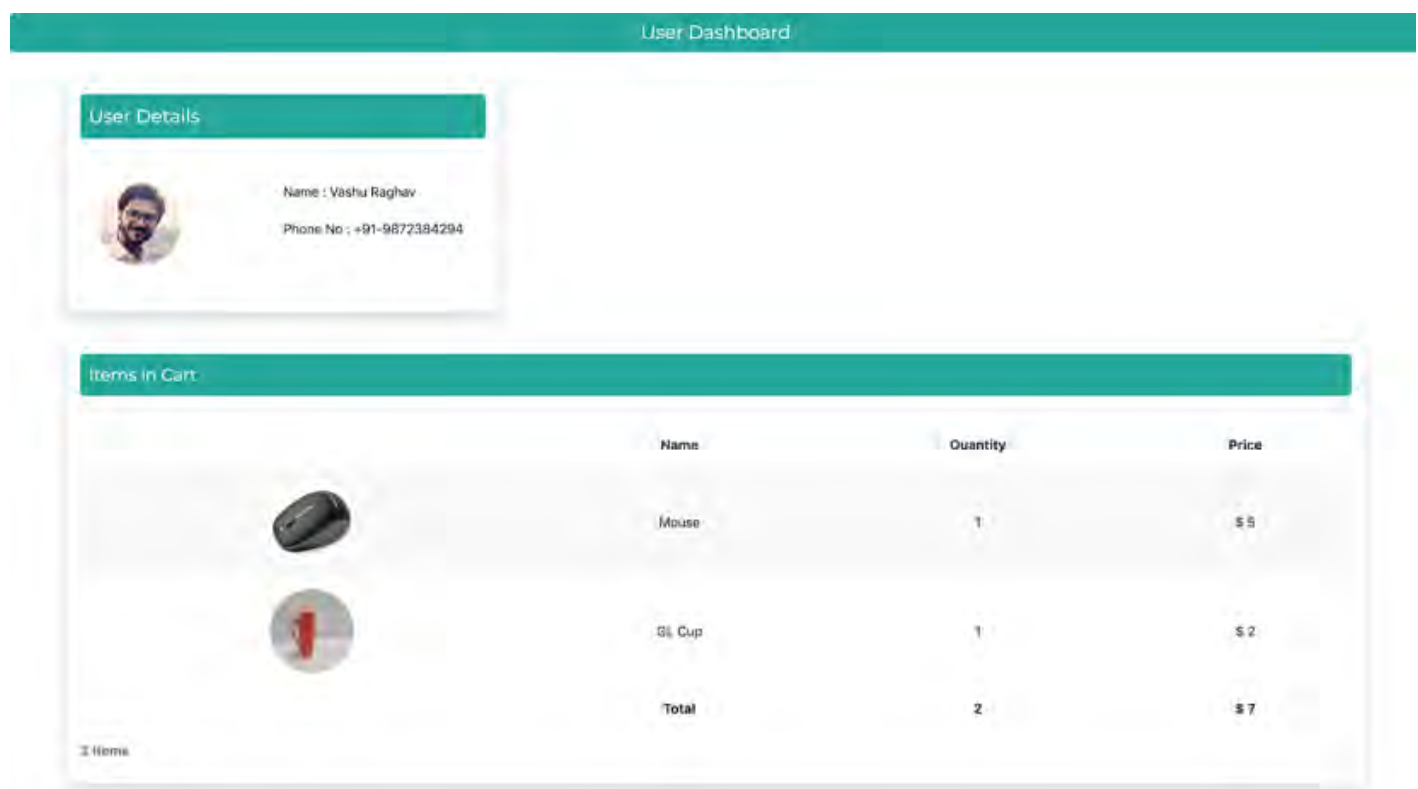 User Dashboard
User Details
Name : Vashu Raghav
Phone No : +91-9872384294
Items in Cart
Name Quantity Price
Mouse 1 $ 5
GL Cup 1 $ 2
Total 2 $ 7
2 Items